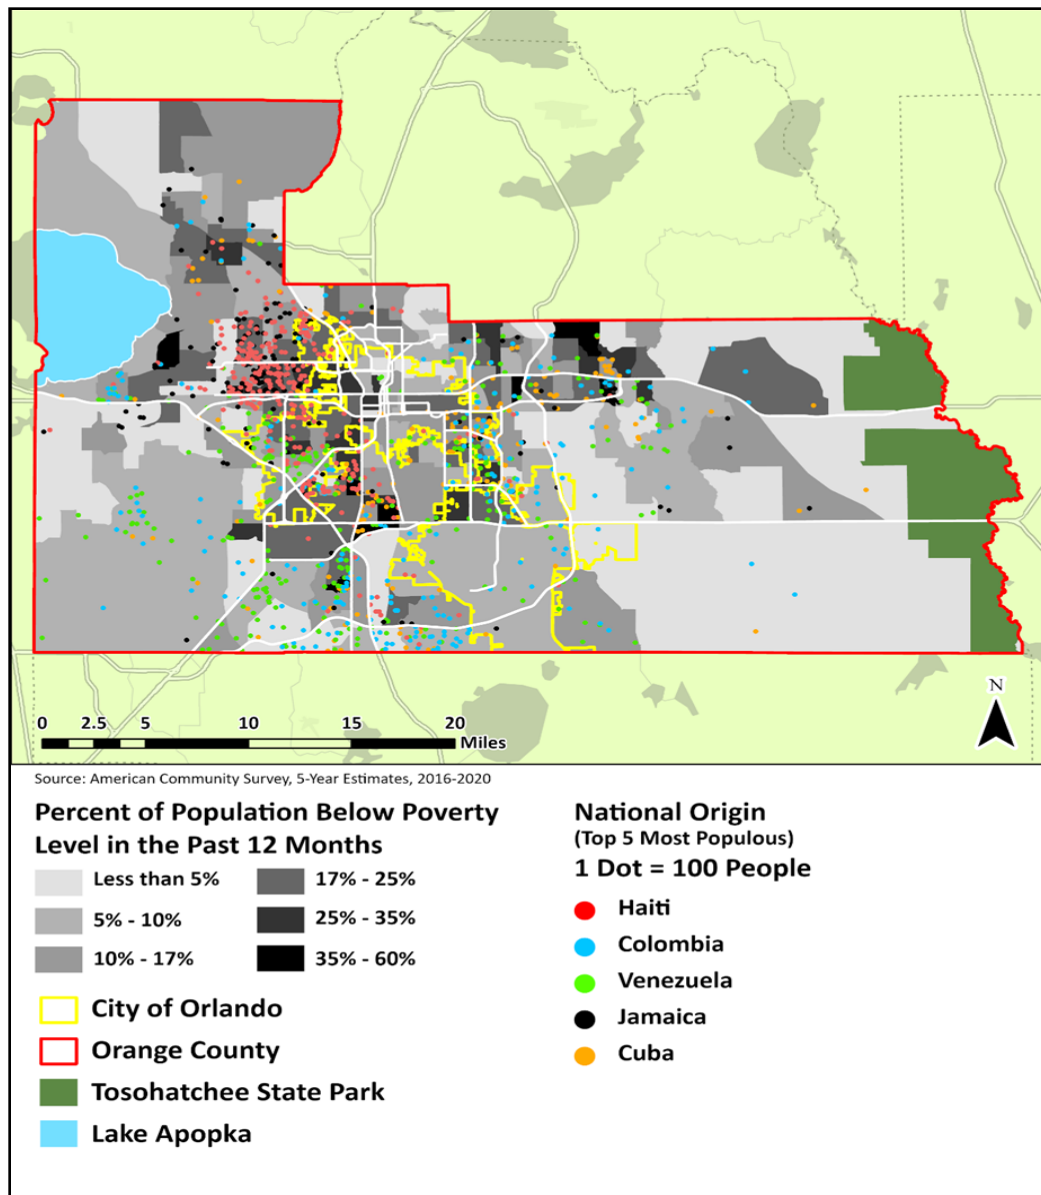 N
0 2.5 5 10 15 20
Miles
Source: American Community Survey, 5-Year Estimates, 2016-2020
Percent of Population Below Poverty
Level in the Past 12 Months
Less than 5%
17% - 25%
5% - 10%
25% - 35%
10% - 17%
35% - 60%
City of Orlando
Orange County
Tosohatchee State Park
Lake Apopka
National Origin
(Top 5 Most Populous)
1 Dot = 100 People
Haiti
Colombia
Venezuela
Jamaica
Cuba